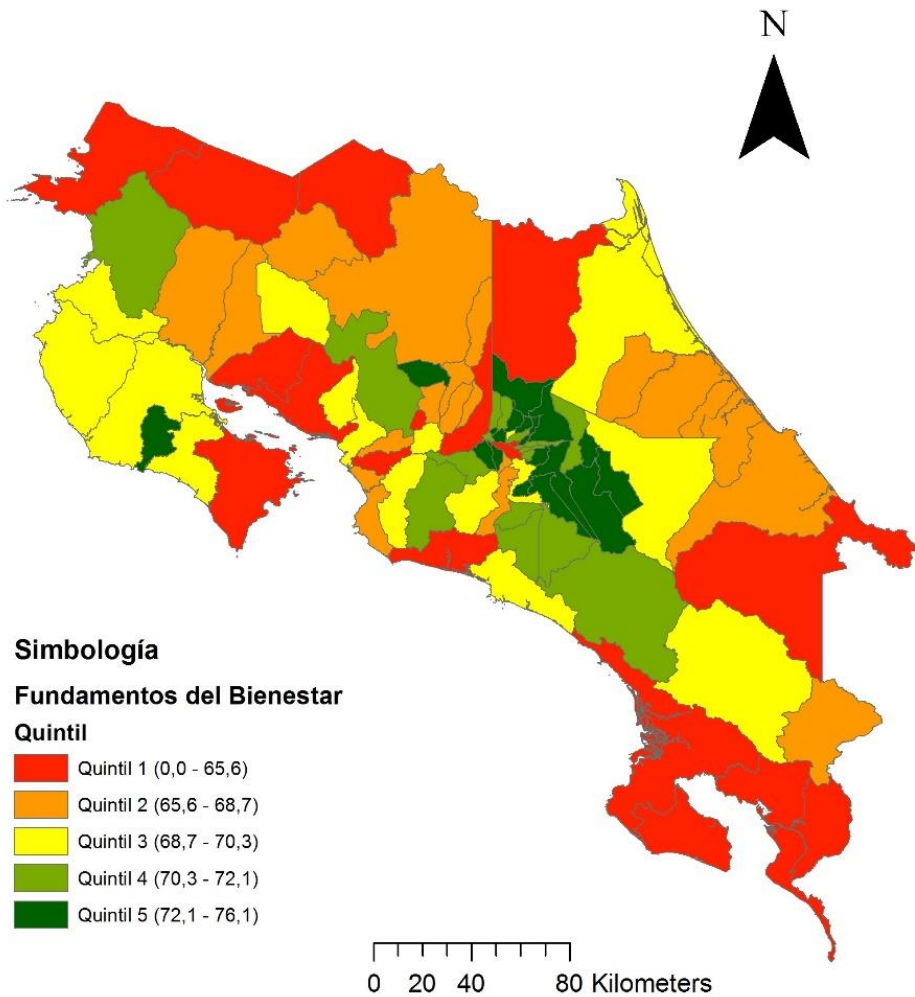 N
Simbología
Fundamentos del Bienestar
Quintil
Quintil 1 (0,0 - 65,6)
Quintil 2 (65,6 - 68,7)
Quintil 3 (68,7 - 70,3)
Quintil 4 (70,3 - 72,1)
Quintil 5 (72,1 - 76,1)
0 20 40 80 Kilometers